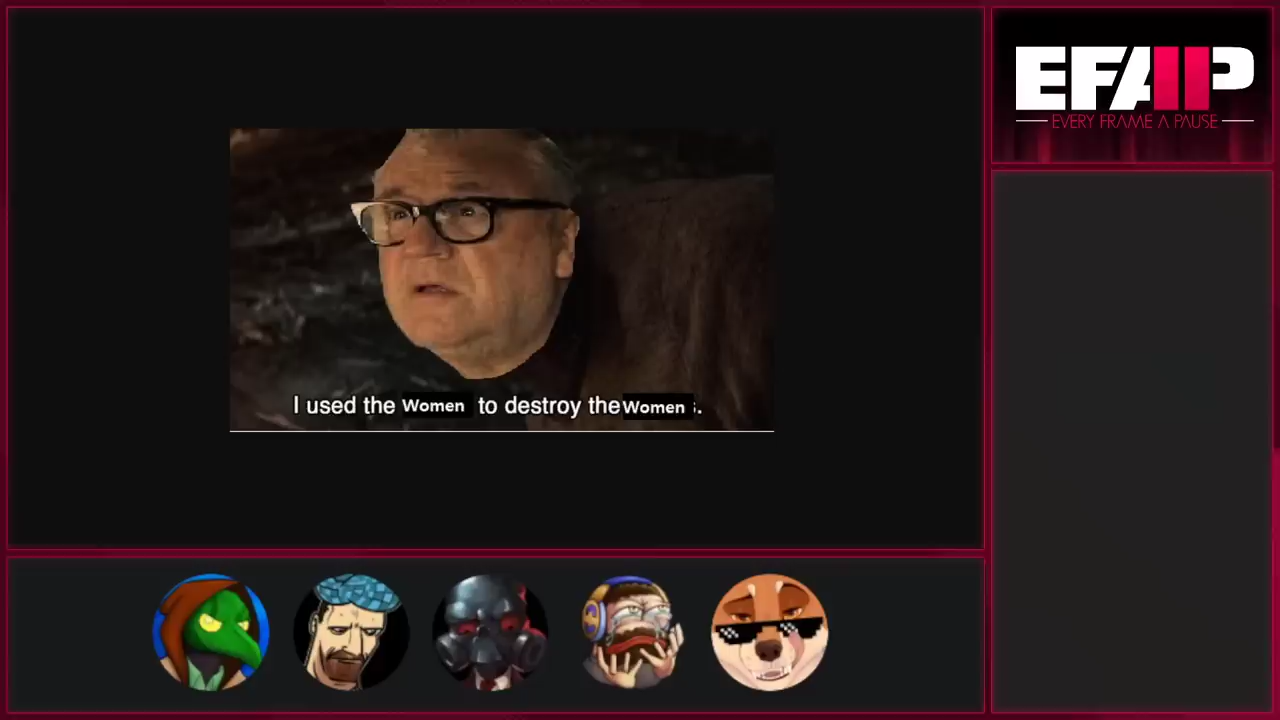 EFAP
EVERY FRAME A PAUSE
I used the Women to destroy the Women s.